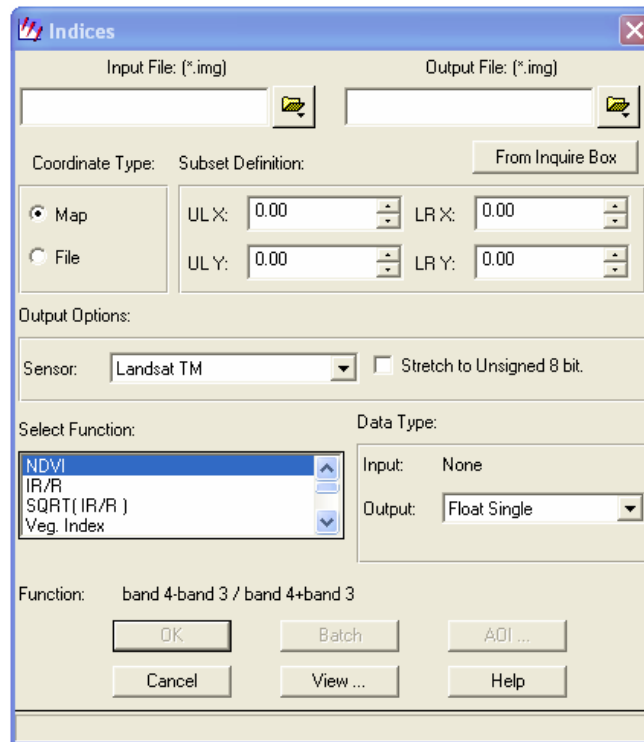 Indices
Input File: (*.img)
Output File: (*.img)
From Inquire Box
Coordinate Type:
Subset Definition:
Map
File
UL X: 0.00
LR X: 0.00
UL Y: 0.00
LR Y: 0.00
Output Options:
Sensor: Landsat TM
Stretch to Unsigned 8 bit.
Select Function:
NDVI
IR/R
SQRT( IR/R )
Veg. Index
Data Type:
Input: None
Output: Float Single
Function: band 4-band 3 / band 4+band 3
OK
Batch
AOI ...
Cancel
View ...
Help